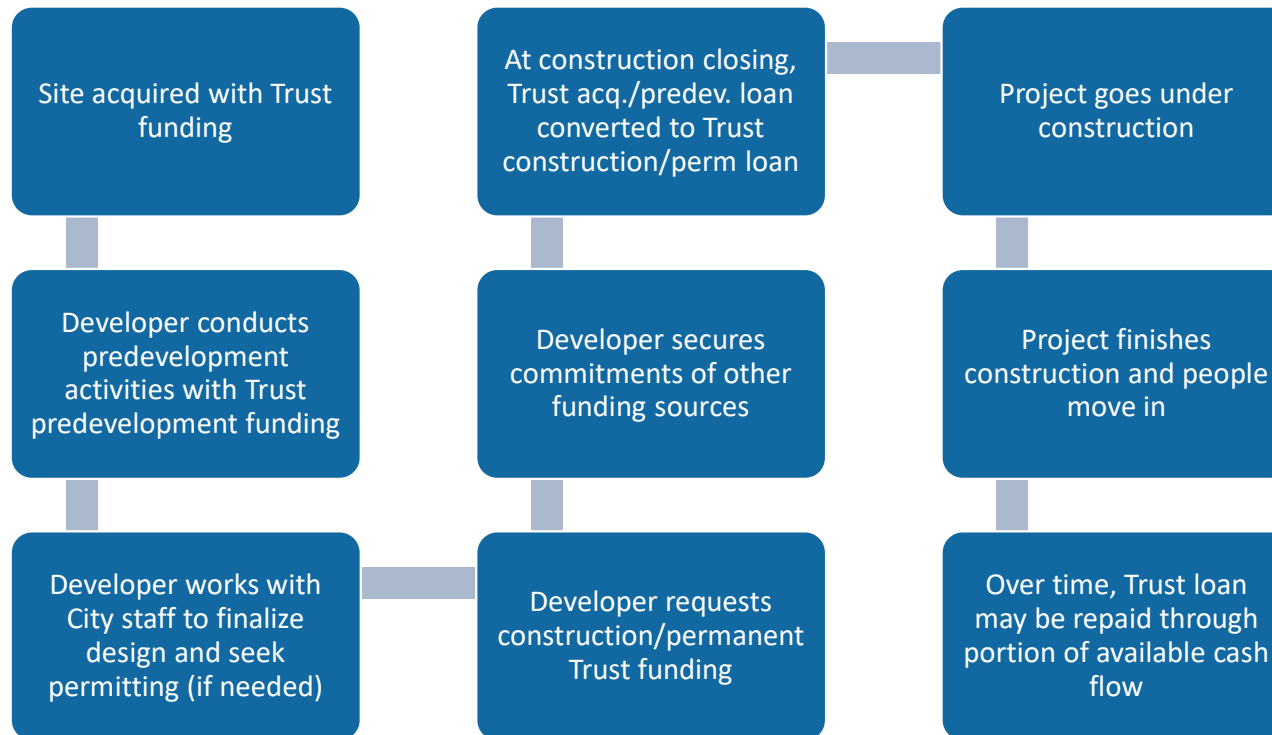 Site acquired with Trust
funding
Developer conducts
predevelopment
activities with Trust
predevelopment funding
Developer works with
City staff to finalize
design and seek
permitting (if needed)
Developer requests
construction/permanent
Trust funding
Developer secures
commitments of other
funding sources
At construction closing,
Trust acq./predev. loan
converted to Trust
construction/perm loan
Project goes under
construction
Project finishes
construction and people
move in
Over time, Trust loan
may be repaid through
portion of available cash
flow